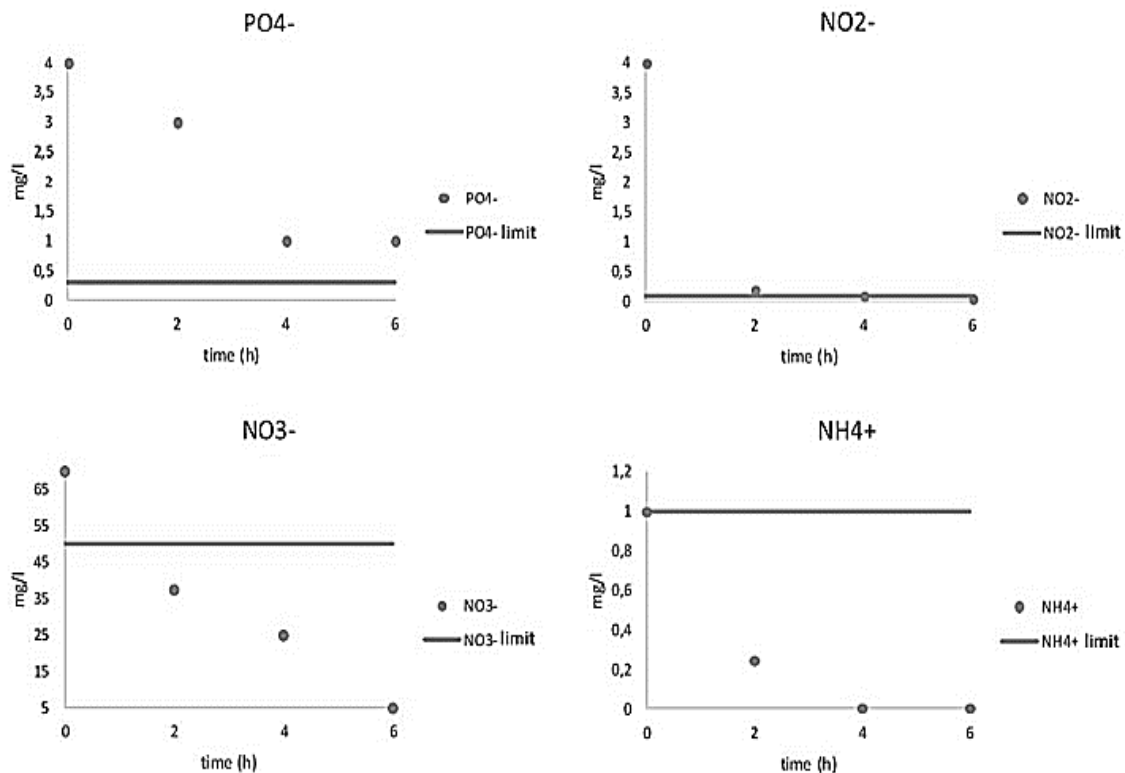 PO4-
4
3,5
3
2,5
2
1,5
1
0,5
0
mg/l
0 2 4 6
time (h)
PO4-
PO4- limit
NO2-
4
3,5
3
2,5
2
1,5
1
0,5
0
mg/l
0 2 4 6
time (h)
NO2-
NO2- limit
NO3-
65
55
45
35
25
15
5
mg/l
0 2 4 6
time (h)
NO3-
NO3- limit
NH4+
1,2
1
0,8
0,6
0,4
0,2
0
mg/l
0 2 4 6
time (h)
NH4+
NH4+ limit